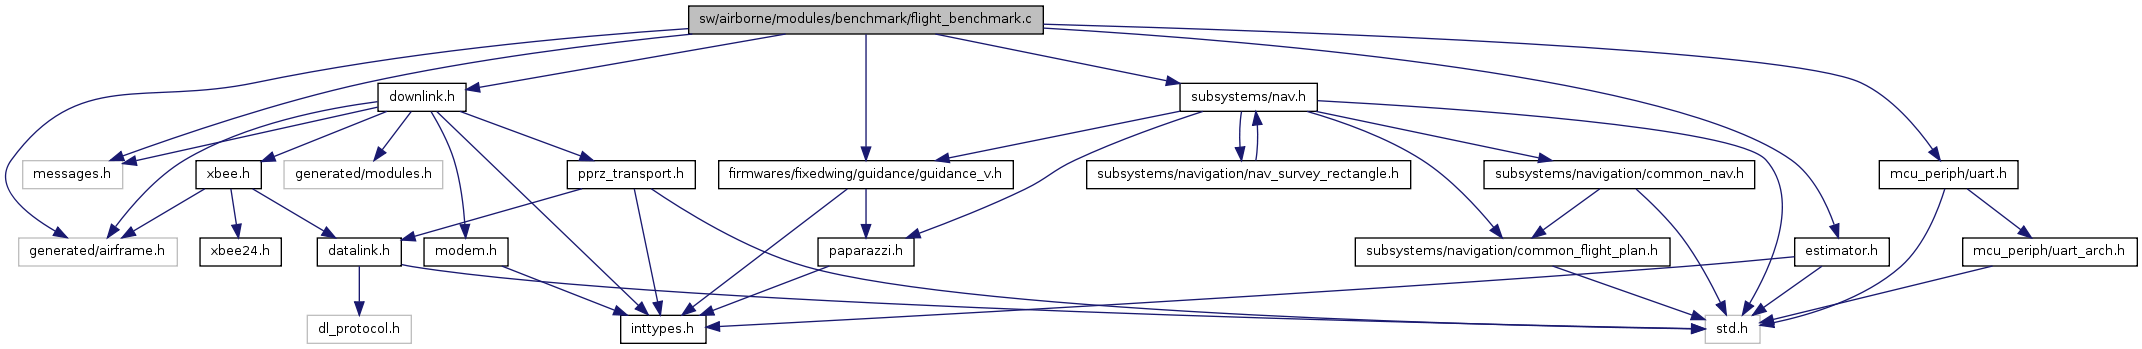 sw/airborne/modules/benchmark/flight_benchmark.c
downlink.h
subsystems/nav.h
messages.h
xbee.h
generated/modules.h
pprz_transport.h
firmwares/fixedwing/guidance/guidance_v.h
subsystems/navigation/nav_survey_rectangle.h
subsystems/navigation/common_nav.h
mcu_periph/uart.h
generated/airframe.h
xbee24.h
datalink.h
modem.h
paparazzi.h
subsystems/navigation/common_flight_plan.h
estimator.h
mcu_periph/uart_arch.h
dl_protocol.h
inttypes.h
std.h